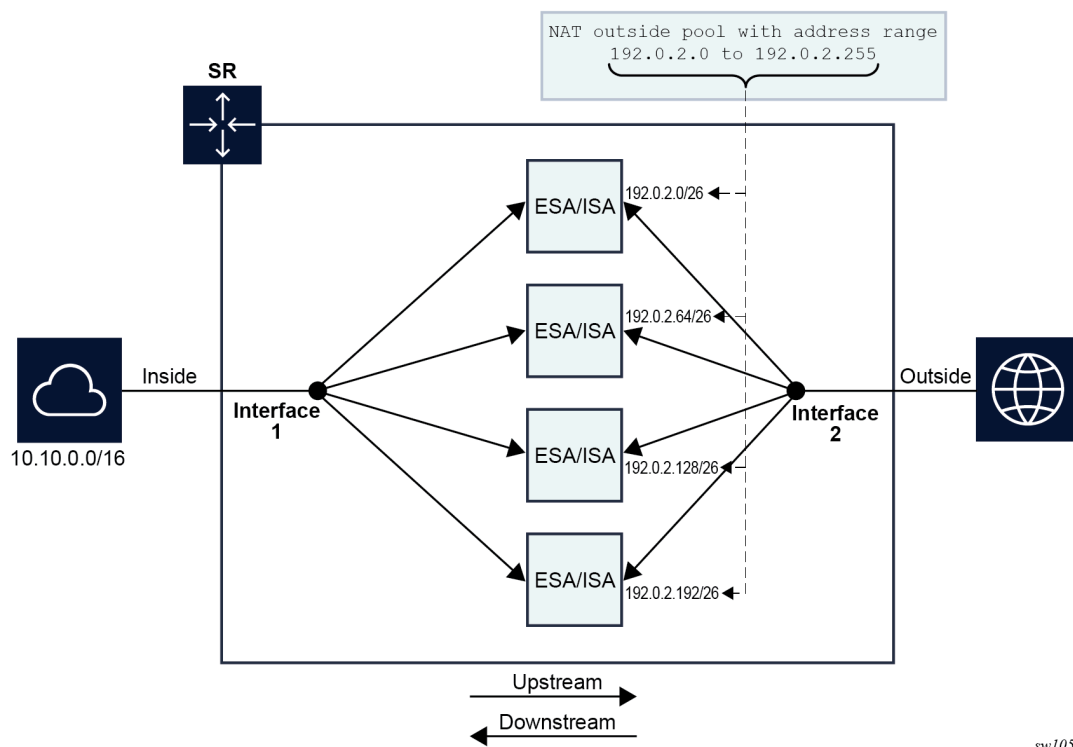 NAT outside pool with address range
192.0.2.0 to 192.0.2.255
SR
ESA/ISA
192.0.2.0/26
ESA/ISA
192.0.2.64/26
Inside
Outside
Interface
1
Interface
2
10.10.0.0/16
ESA/ISA
192.0.2.128/26
ESA/ISA
192.0.2.192/26
Upstream
Downstream